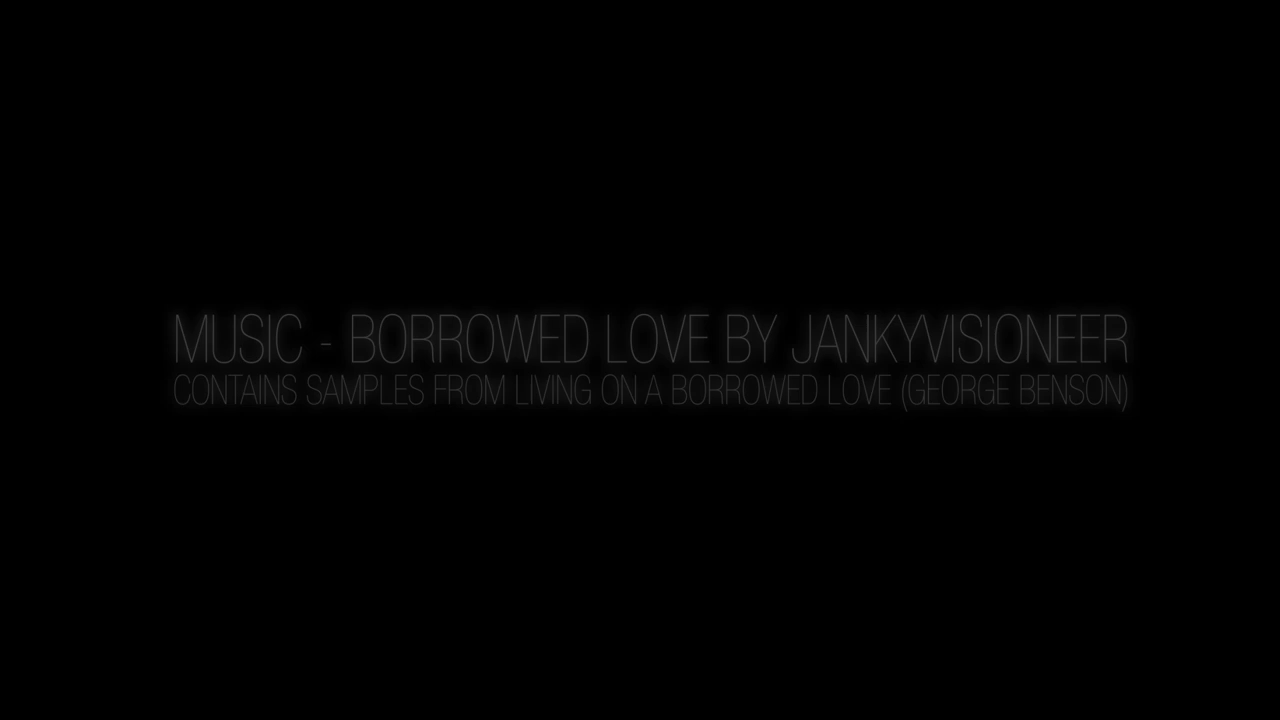 MUSIC - BORROWED LOVE BY JANKYVISIONEER
CONTAINS SAMPLES FROM LIVING ON A BORROWED LOVE (GEORGE BENSON)